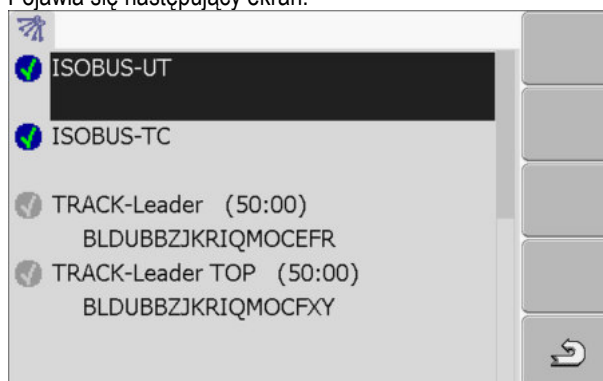 Pojawia się następujący ekran:
ISOBUS-UT
ISOBUS-TC
TRACK-Leader (50:00)
BLDUBBZJKRIQMOCEFR
TRACK-Leader TOP (50:00)
BLDUBBZJKRIQMOCFXY